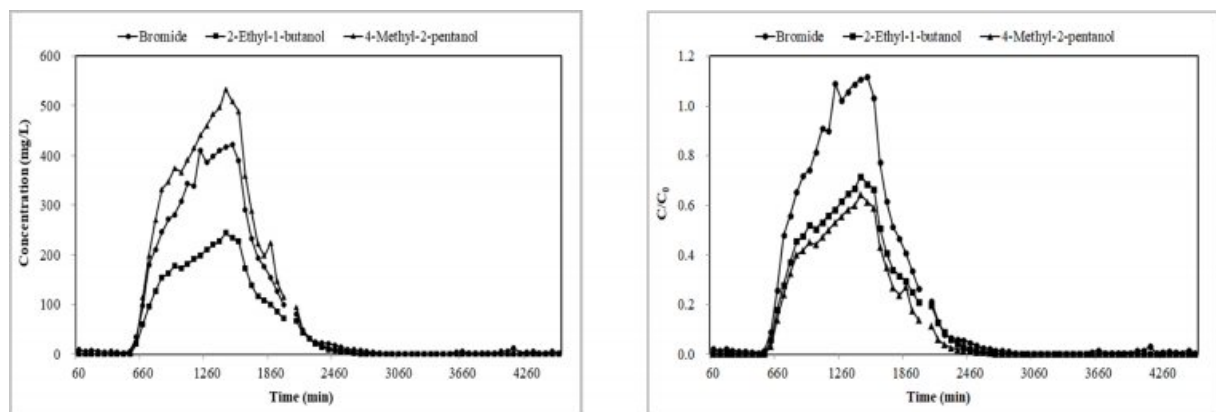 Bromide 2-Ethyl-1-butanol 4-Methyl-2-pentanol
600
500
400
300
200
100
0
Concentration (mg/L)
60 660 1260 1860 2460 3060 3660 4260
Time (min)
Bromide 2-Ethyl-1-butanol 4-Methyl-2-pentanol
1.2
1.0
0.8
0.6
0.4
0.2
0.0
C/C₀
60 660 1260 1860 2460 3060 3660 4260
Time (min)